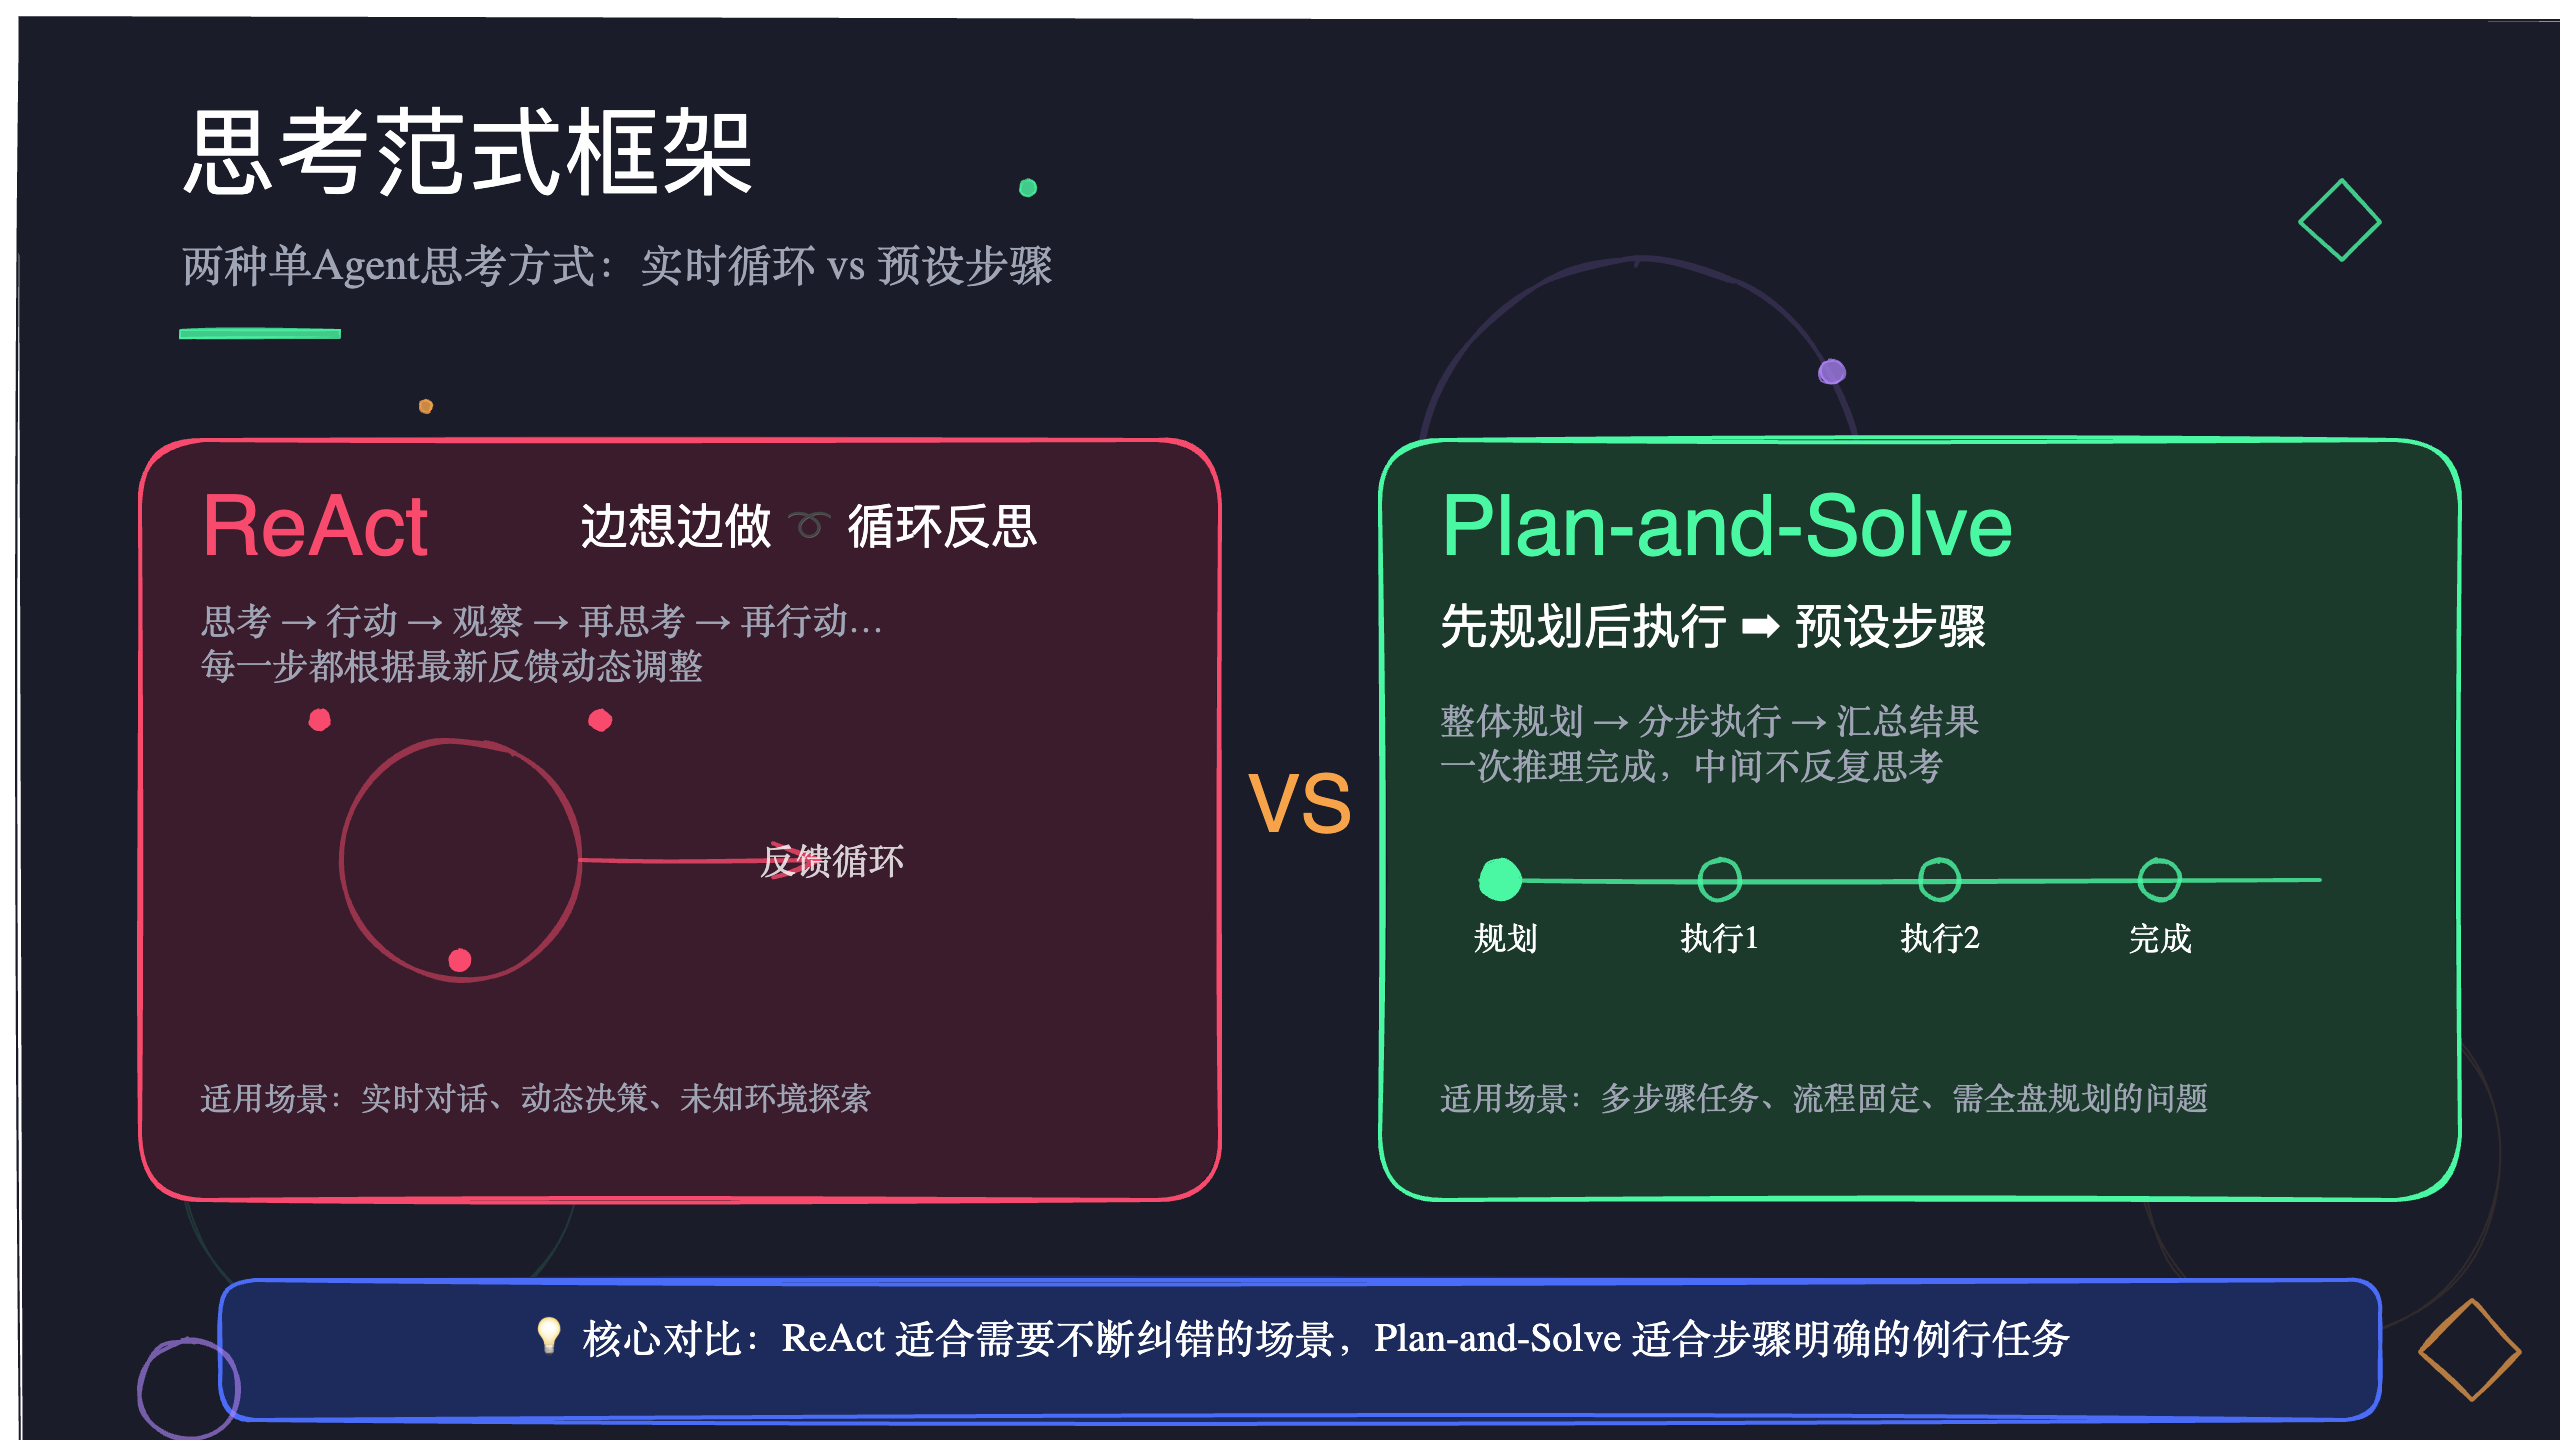 思考范式框架
两种单Agent思考方式：实时循环 vs 预设步骤
ReAct
边想边做 ➰ 循环反思
思考 → 行动 → 观察 → 再思考 → 再行动...
每一步都根据最新反馈动态调整
反馈循环
适用场景：实时对话、动态决策、未知环境探索
VS
Plan-and-Solve
先规划后执行 ➡ 预设步骤
整体规划 → 分步执行 → 汇总结果
一次推理完成，中间不反复思考
规划 执行1 执行2 完成
适用场景：多步骤任务、流程固定、需全盘规划的问题
💡 核心对比：ReAct 适合需要不断纠错的场景，Plan-and-Solve 适合步骤明确的例行任务